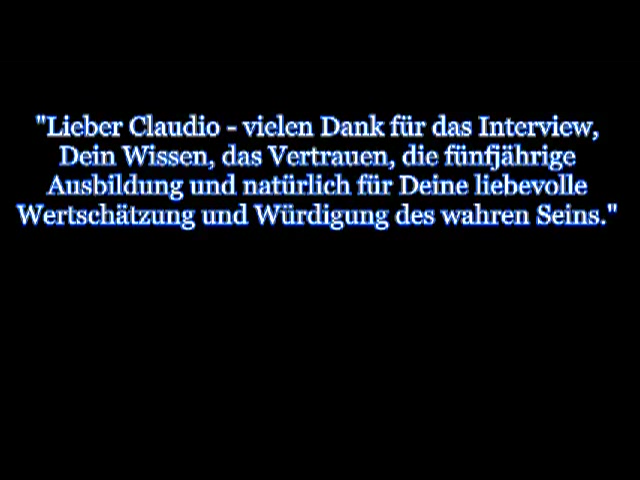 "Lieber Claudio - vielen Dank für das Interview,
Dein Wissen, das Vertrauen, die fünfjährige
Ausbildung und natürlich für Deine liebevolle
Wertschätzung und Würdigung des wahren Seins."